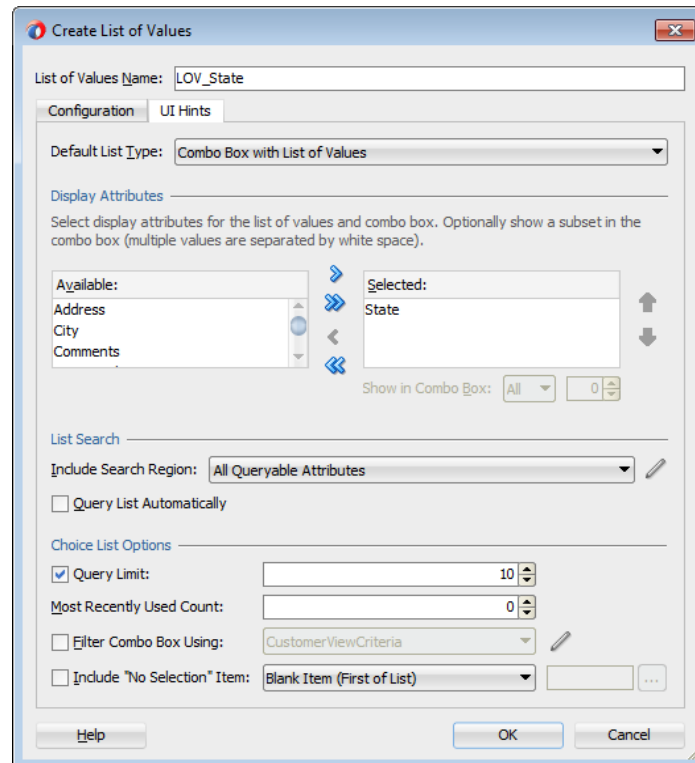 Create List of Values
List of Values Name: LOV_State
Configuration UI Hints
Default List Type: Combo Box with List of Values
Display Attributes
Select display attributes for the list of values and combo box. Optionally show a subset in the
combo box (multiple values are separated by white space).
Available: Selected:
Address State
City
Comments
Show in Combo Box: All 0
List Search
Include Search Region: All Queryable Attributes
Query List Automatically
Choice List Options
Query Limit: 10
Most Recently Used Count: 0
Filter Combo Box Using: CustomerViewCriteria
Include "No Selection" Item: Blank Item (First of List) ...
Help OK Cancel